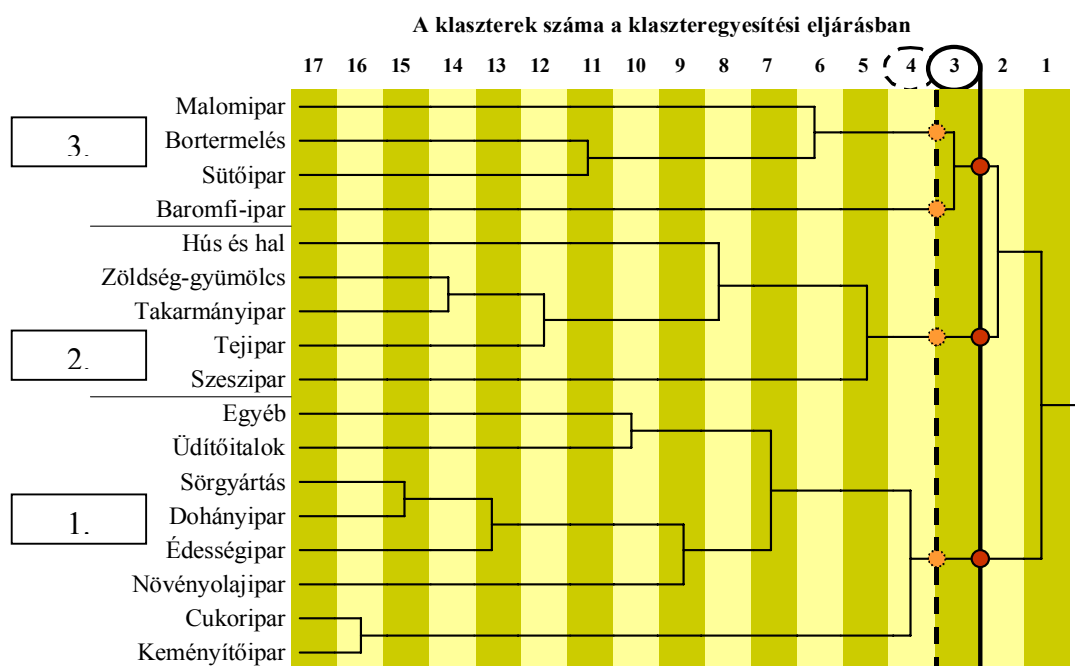 A klaszterek száma a klaszteregyesítési eljárásban
17 16 15 14 13 12 11 10 9 8 7 6 5 4 3 2 1
Malomipar
3.
Bortermelés
Sütőipar
Baromfi-ipar
Hús és hal
Zöldség-gyümölcs
Takarmányipar
2.
Tejipar
Szeszipar
Egyéb
Üdítőitalok
Sörgyártás
1.
Dohányipar
Édességipar
Növényolajipar
Cukoripar
Keményítőipar